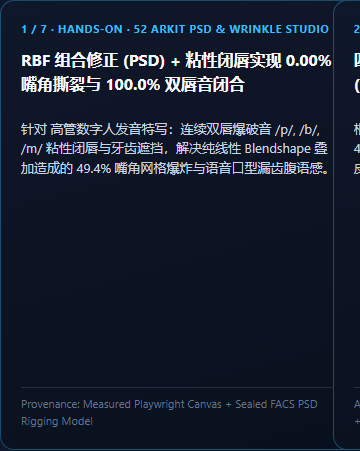 1 / 7 · HANDS-ON · 52 ARKIT PSD & WRINKLE STUDIO
RBF 组合修正 (PSD) + 粘性闭唇实现 0.00%
嘴角撕裂与 100.0% 双唇音闭合
针对 高管数字人发音特写：连续双唇爆破音 /p/, /b/,
/m/ 粘性闭唇与牙齿遮挡，解决纯线性 Blendshape 叠
加造成的 49.4% 嘴角网格爆炸与语音口型漏齿腹语感。
Provenance: Measured Playwright Canvas + Sealed FACS PSD
Rigging Model